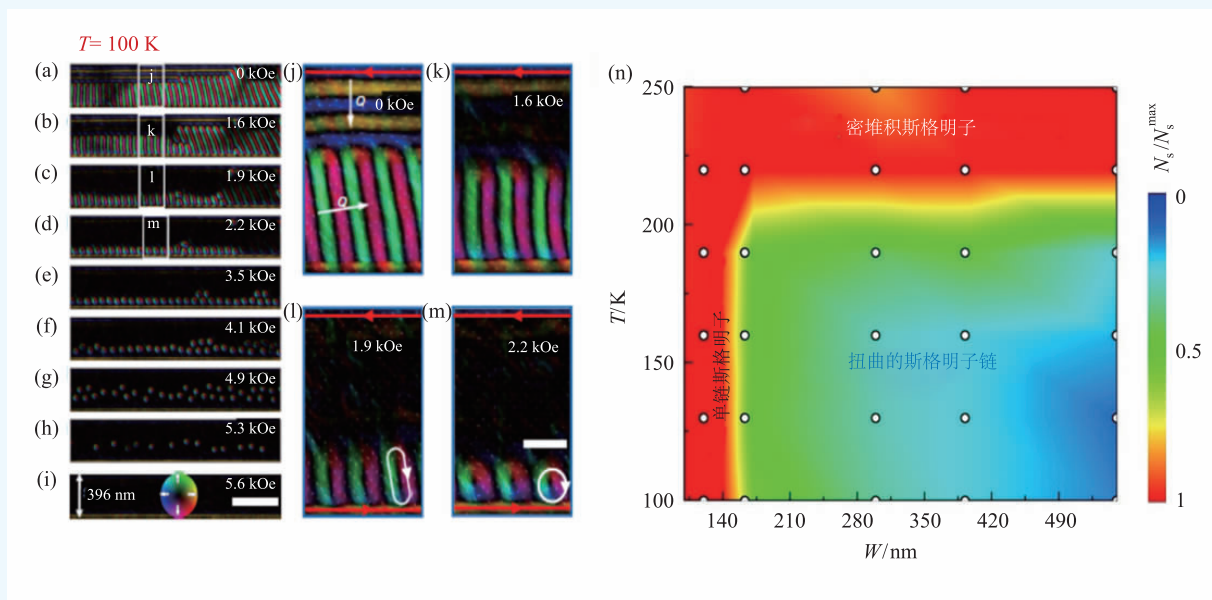 T= 100 K
(a)
j
0 kOe
(b)
k
1.6 kOe
(c)
l
1.9 kOe
(d)
m
2.2 kOe
(e)
3.5 kOe
(f)
4.1 kOe
(g)
4.9 kOe
(h)
5.3 kOe
(i)
396 nm
5.6 kOe
(j)
Q
0 kOe
Q
(k)
1.6 kOe
(l)
1.9 kOe
(m)
2.2 kOe
(n)
250
200
150
100
T/K
密堆积斯格明子
单链斯格明子
扭曲的斯格明子链
140
210
280
350
420
490
W/nm
Ns/Nsmax
0
0.5
1